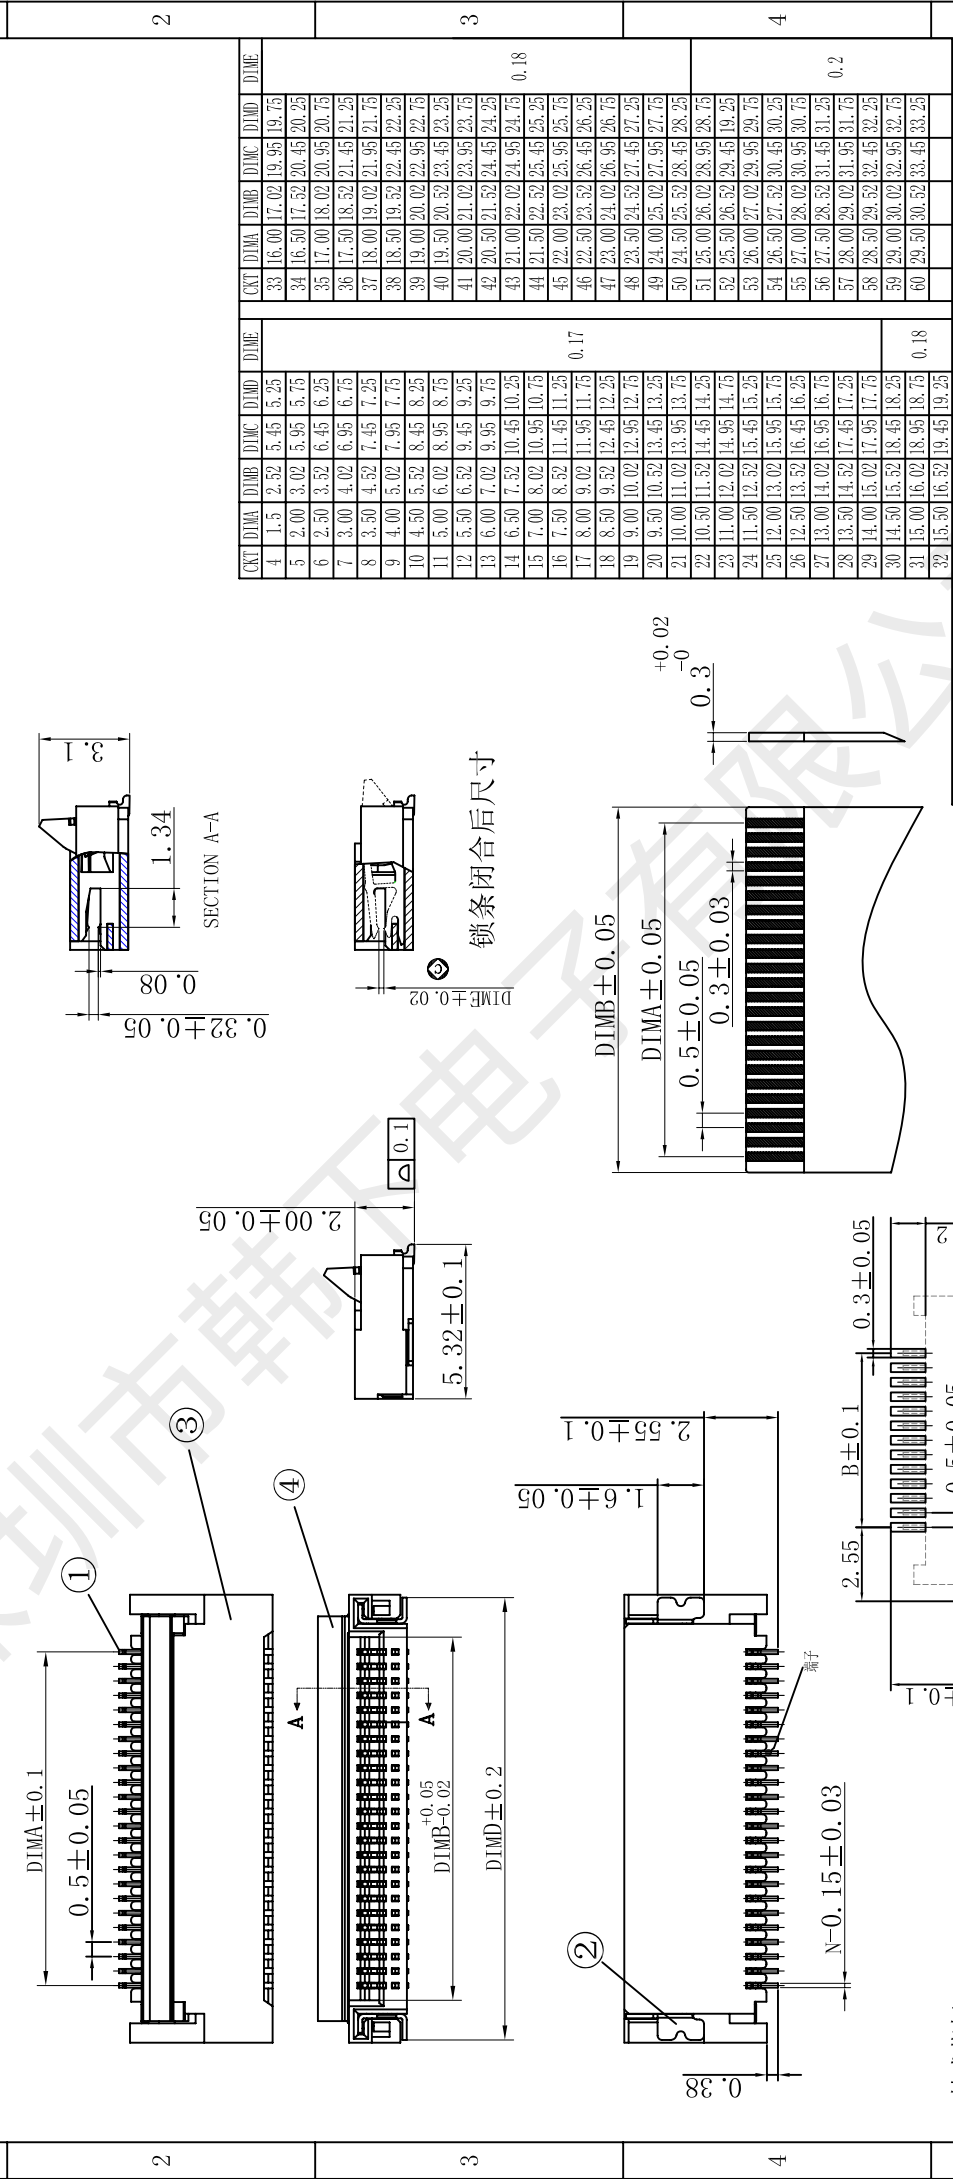 2
3
4
CKT DIMA DIMB DIMC DIMD DIME
4 1.5 2.52 5.45 5.25
5 2.00 3.02 5.95 5.75
6 2.50 3.52 6.45 6.25
7 3.00 4.02 6.95 6.75
8 3.50 4.52 7.45 7.25
9 4.00 5.02 7.95 7.75
10 4.50 5.52 8.45 8.25
11 5.00 6.02 8.95 8.75
12 5.50 6.52 9.45 9.25
13 6.00 7.02 9.95 9.75
14 6.50 7.52 10.45 10.25
15 7.00 8.02 10.95 10.75
16 7.50 8.52 11.45 11.25
17 8.00 9.02 11.95 11.75
18 8.50 9.52 12.45 12.25
19 9.00 10.02 12.95 12.75
20 9.50 10.52 13.45 13.25
21 10.00 11.02 13.95 13.75
22 10.50 11.52 14.45 14.25
23 11.00 12.02 14.95 14.75
24 11.50 12.52 15.45 15.25
25 12.00 13.02 15.95 15.75
26 12.50 13.52 16.45 16.25
27 13.00 14.02 16.95 16.75
28 13.50 14.52 17.45 17.25
29 14.00 15.02 17.95 17.75
0.17
30 14.50 15.52 18.45 18.25
31 15.00 16.02 18.95 18.75
32 15.50 16.52 19.45 19.25
0.18
CKT DIMA DIMB DIMC DIMD DIME
33 16.00 17.02 19.95 19.75
34 16.50 17.52 20.45 20.25
35 17.00 18.02 20.95 20.75
36 17.50 18.52 21.45 21.25
37 18.00 19.02 21.95 21.75
38 18.50 19.52 22.45 22.25
39 19.00 20.02 22.95 22.75
40 19.50 20.52 23.45 23.25
41 20.00 21.02 23.95 23.75
42 20.50 21.52 24.45 24.25
43 21.00 22.02 24.95 24.75
44 21.50 22.52 25.45 25.25
45 22.00 23.02 25.95 25.75
46 22.50 23.52 26.45 26.25
47 23.00 24.02 26.95 26.75
48 23.50 24.52 27.45 27.25
49 24.00 25.02 27.95 27.75
50 24.50 25.52 28.45 28.25
0.18
51 25.00 26.02 28.95 28.75
52 25.50 26.52 29.45 19.25
53 26.00 27.02 29.95 29.75
54 26.50 27.52 30.45 30.25
55 27.00 28.02 30.95 30.75
56 27.50 28.52 31.45 31.25
57 28.00 29.02 31.95 31.75
58 28.50 29.52 32.45 32.25
59 29.00 30.02 32.95 32.75
60 29.50 30.52 33.45 33.25
0.2
3.1
1.34
SECTION A-A
0.08
0.32±0.05
锁条闭合后尺寸
DIME±0.02
C
2.00±0.05
0.1
5.32±0.1
+0.02
-0
0.3
DIMB±0.05
DIMA±0.05
0.5±0.05
0.3±0.03
①
③
④
DIMA±0.1
0.5±0.05
A
A
+0.05
DIMB-0.02
DIMD±0.2
②
2.55±0.1
1.6±0.05
端子
N-0.15±0.03
0.38
0.3±0.05
B±0.1
2.55
2
3
4
圳市韩下电子有限公